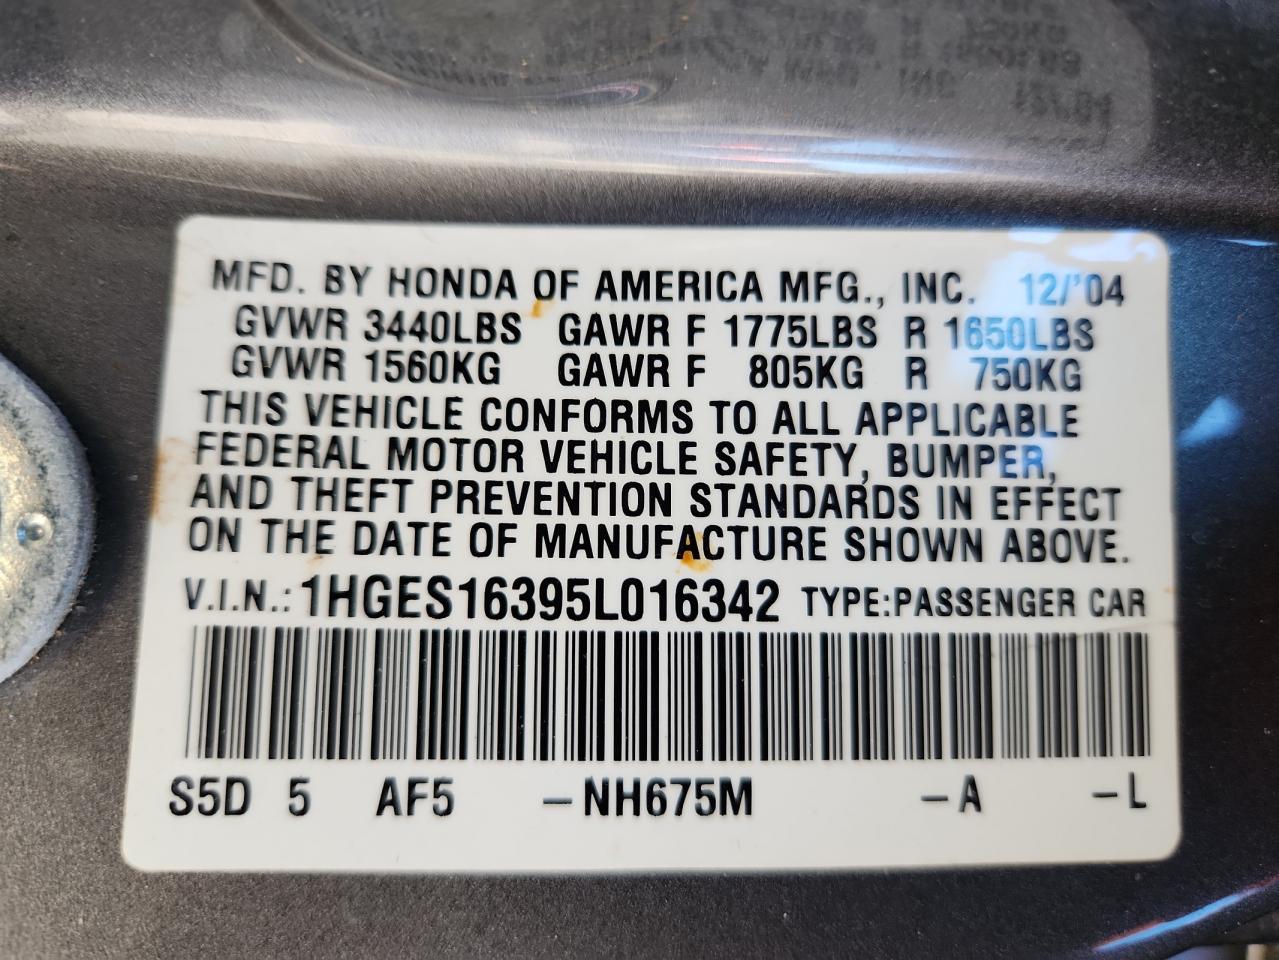 MFD. BY HONDA OF AMERICA MFG., INC. 12/'04
GVWR 3440LBS GAWR F 1775LBS R 1650LBS
GVWR 1560KG GAWR F 805KG R 750KG
THIS VEHICLE CONFORMS TO ALL APPLICABLE
FEDERAL MOTOR VEHICLE SAFETY, BUMPER,
AND THEFT PREVENTION STANDARDS IN EFFECT
ON THE DATE OF MANUFACTURE SHOWN ABOVE.
V.I.N.: 1HGES16395L016342 TYPE:PASSENGER CAR
S5D 5 AF5 –NH675M –A –L